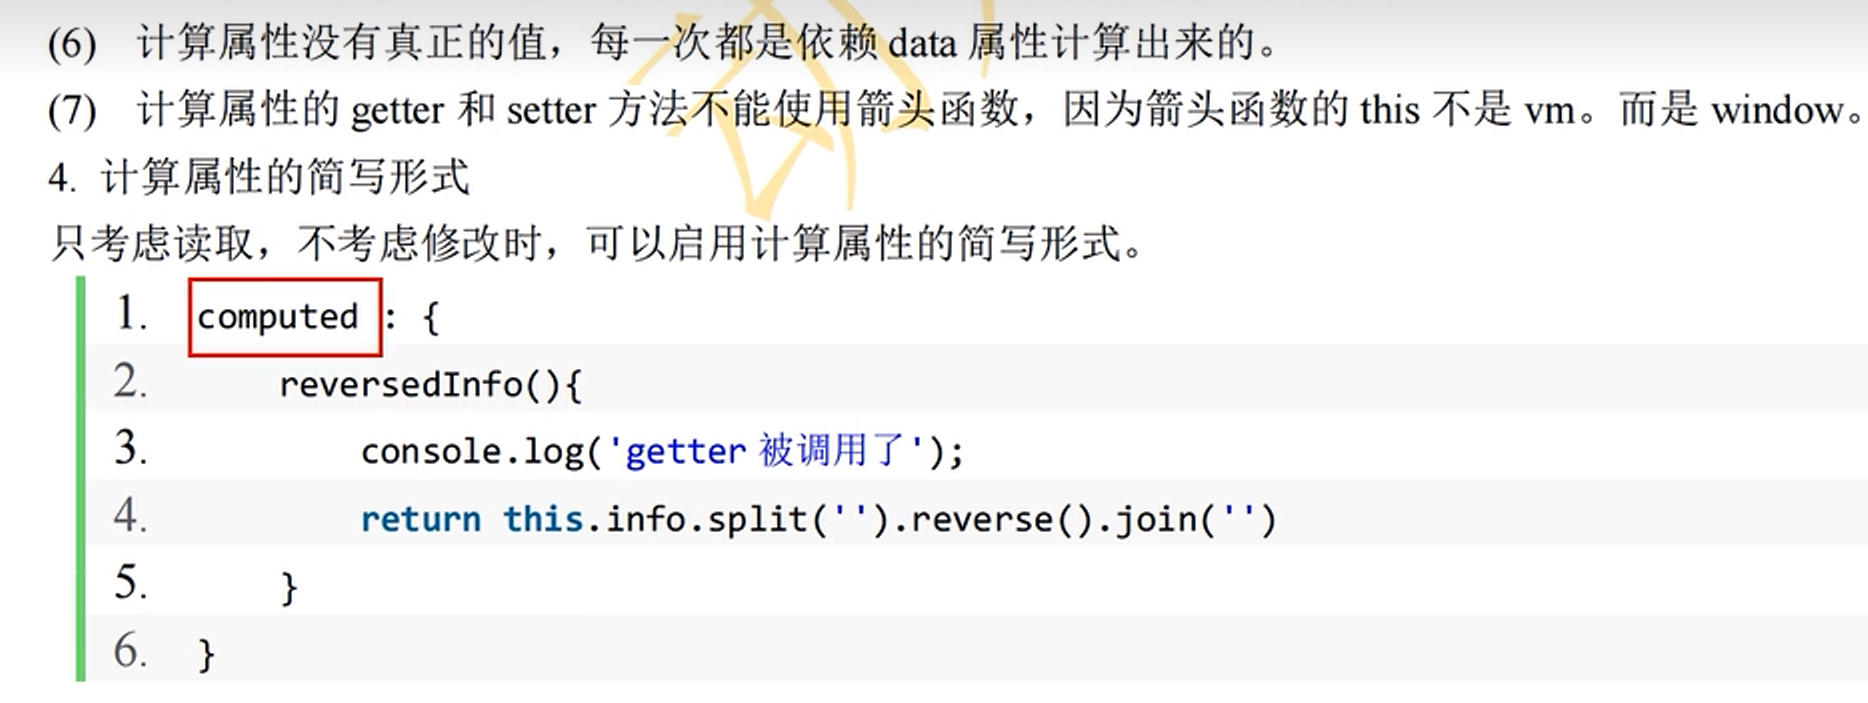 (6) 计算属性没有真正的值，每一次都是依赖 data 属性计算出来的。
(7) 计算属性的 getter 和 setter 方法不能使用箭头函数，因为箭头函数的 this 不是 vm。而是 window。
4. 计算属性的简写形式
只考虑读取，不考虑修改时，可以启用计算属性的简写形式。
1. computed : {
2. reversedInfo(){
3. console.log('getter 被调用了');
4. return this.info.split('').reverse().join('')
5. }
6. }